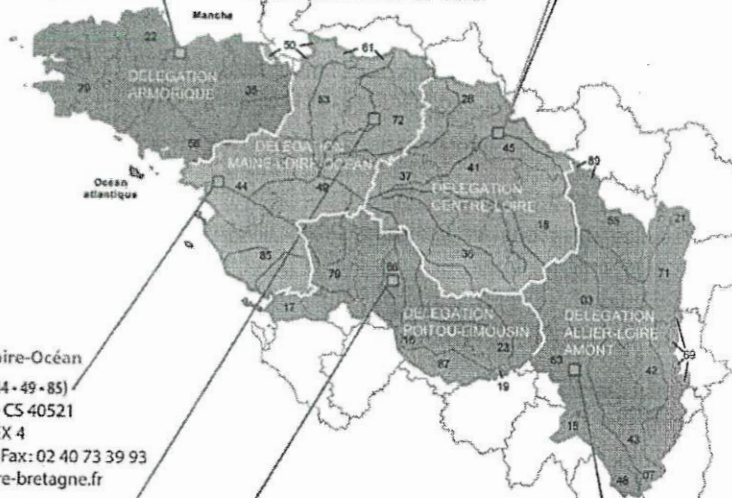 Manche
50
61
22
DELEGATION
ARMORIQUE
29
35
56
53
72
28
45
DELEGATION
MAINE-LOIRE-OCÉAN
Océan
atlantique
44
49
37
41
DELEGATION
CENTRE-LOIRE
18
36
89
58
21
71
85
79
86
17
DELEGATION
POITOU-LIMOUSIN
16
87
23
19
03
DELEGATION
ALLIER-LOIRE
AMONT
63
42
69
15
43
48
07
ire-Océan
4 • 49 • 85)
CS 40521
EX 4
Fax : 02 40 73 39 93
re-bretagne.fr